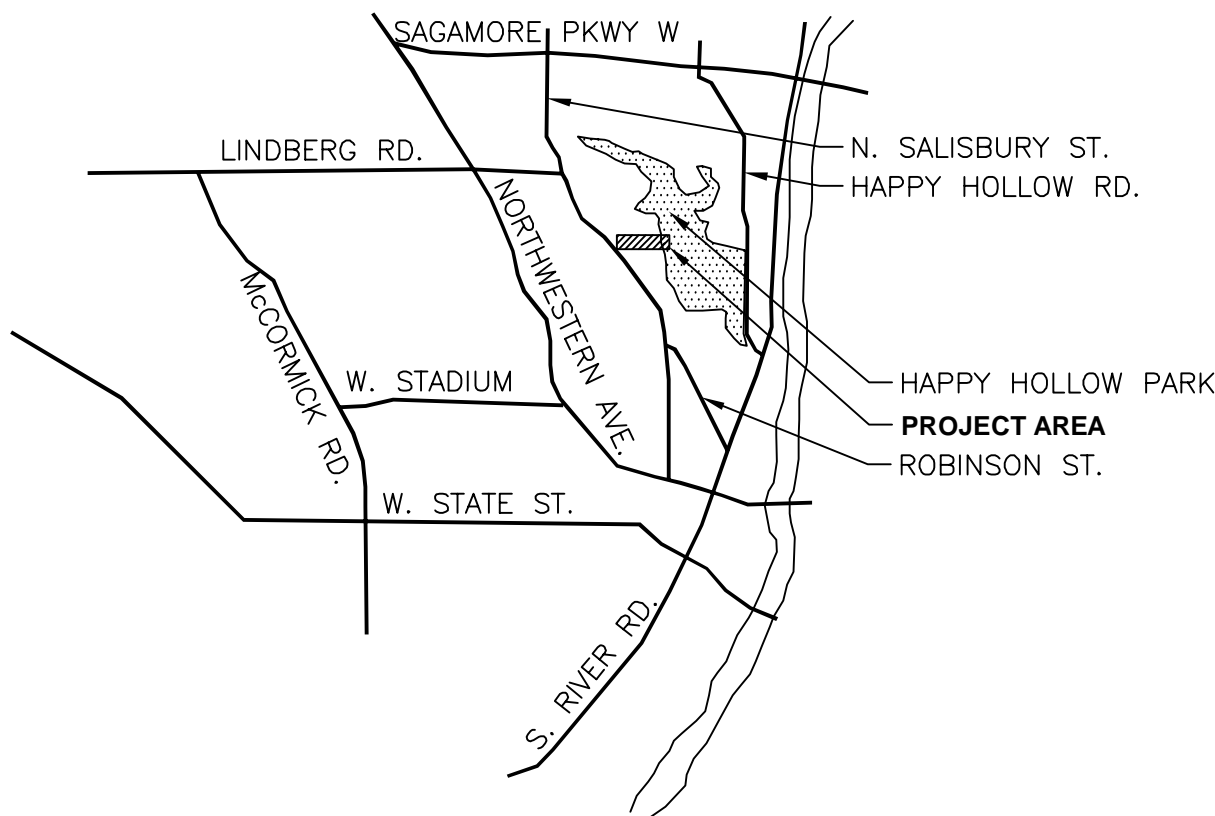 SAGAMORE PKWY W
N. SALISBURY ST.
LINDBERG RD.
HAPPY HOLLOW RD.
NORTHWESTERN AVE.
McCORMICK RD.
W. STADIUM
HAPPY HOLLOW PARK
PROJECT AREA
ROBINSON ST.
W. STATE ST.
S. RIVER RD.